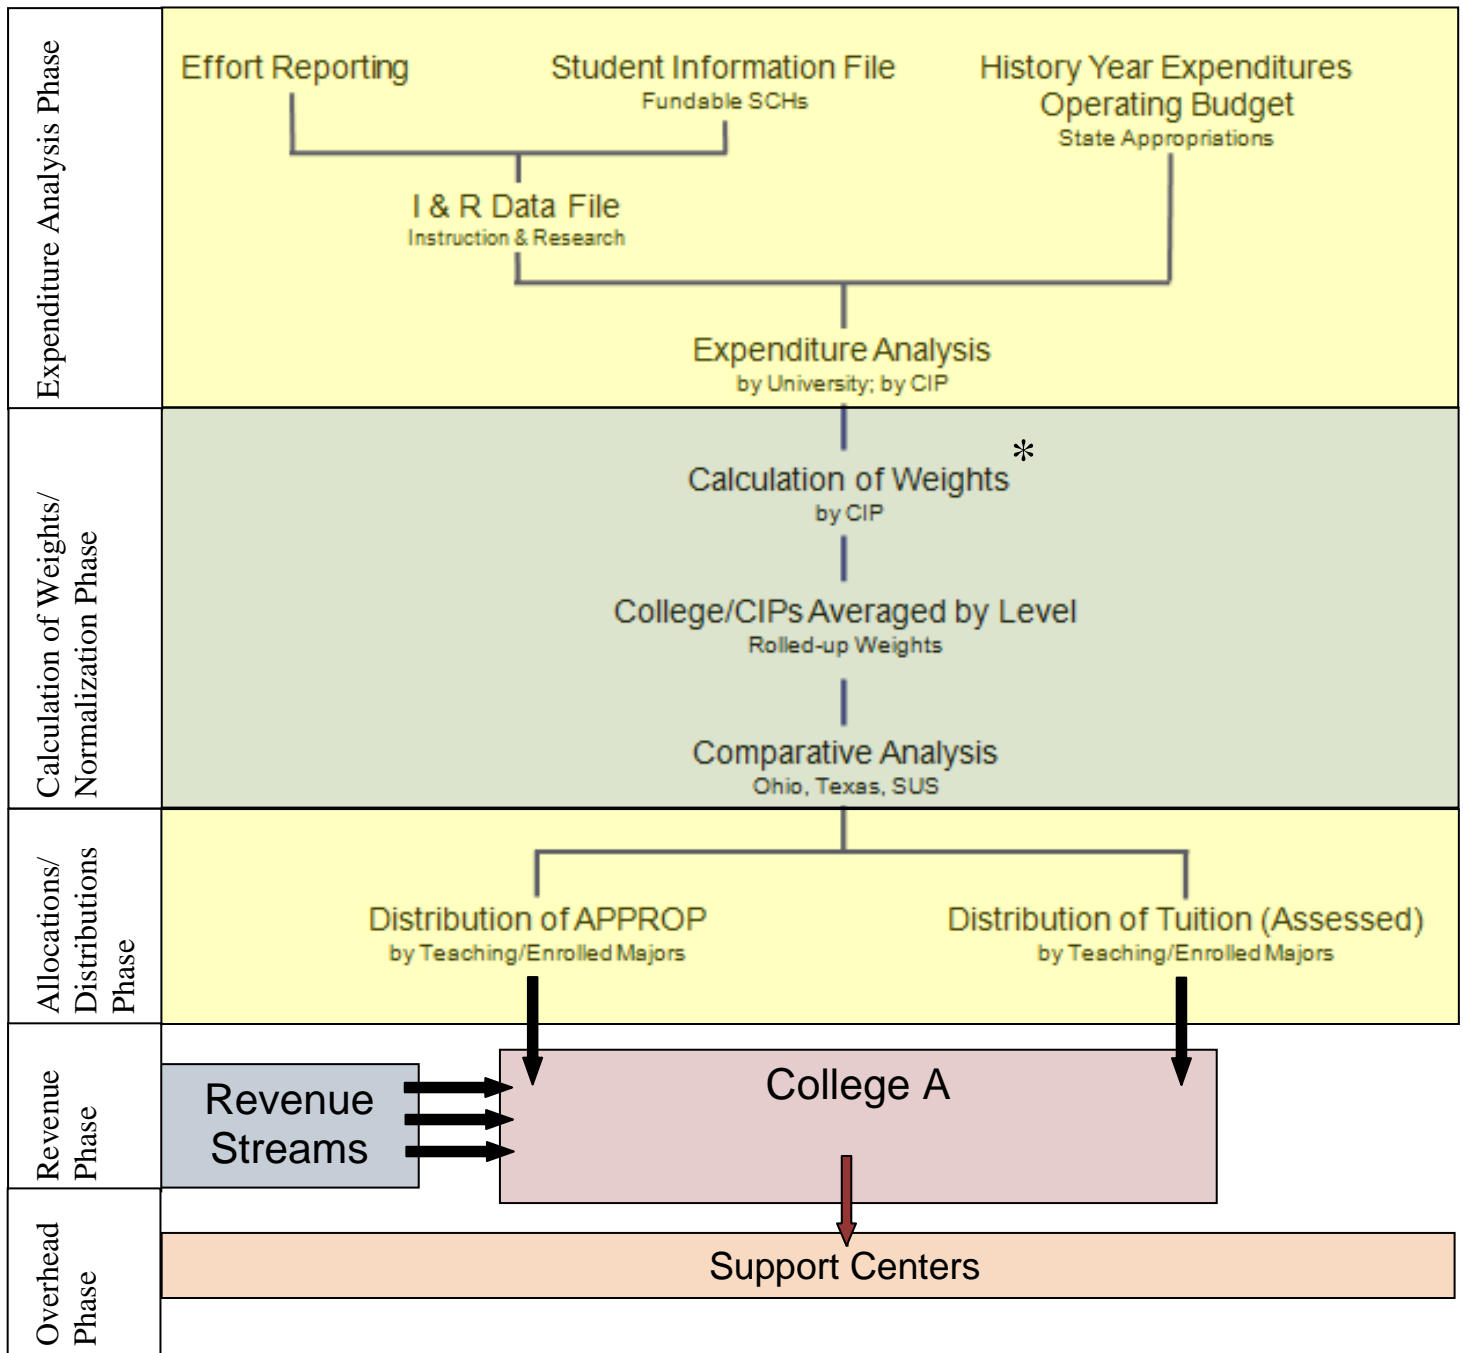 Expenditure Analysis Phase
Effort Reporting
Student Information File
Fundable SCHs
History Year Expenditures
Operating Budget
State Appropriations
I & R Data File
Instruction & Research
Expenditure Analysis
by University; by CIP
Calculation of Weights/
Normalization Phase
Calculation of Weights*
by CIP
College/CIPs Averaged by Level
Rolled-up Weights
Comparative Analysis
Ohio, Texas, SUS
Allocations/
Distributions
Phase
Distribution of APPROP
by Teaching/Enrolled Majors
Distribution of Tuition (Assessed)
by Teaching/Enrolled Majors
Revenue
Phase
Revenue
Streams
College A
Overhead
Phase
Support Centers